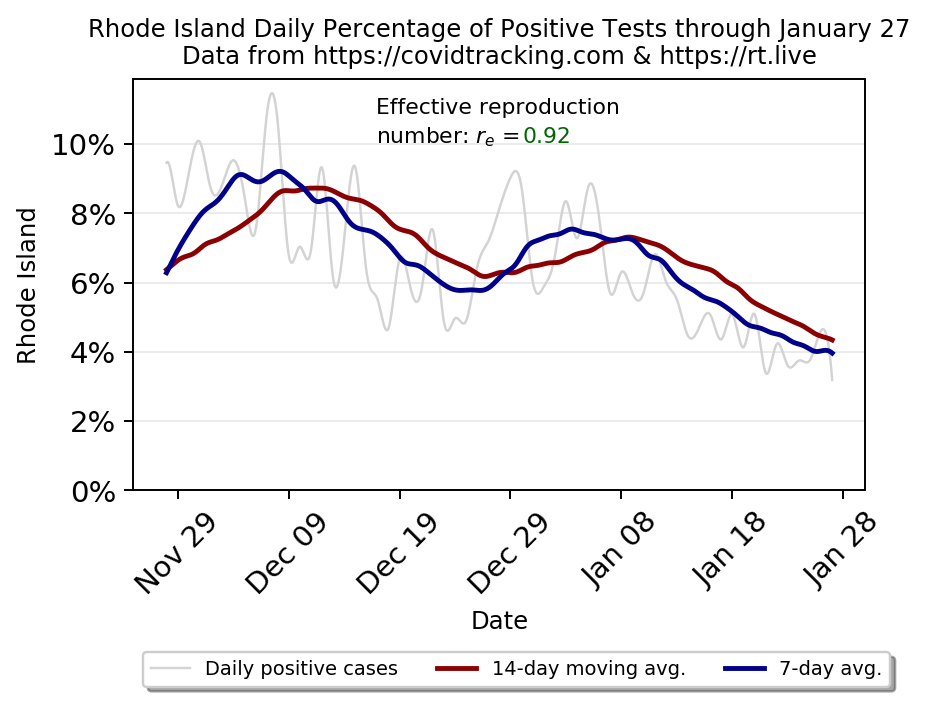 Rhode Island Daily Percentage of Positive Tests through January 27
Data from https://covidtracking.com & https://rt.live
Effective reproduction
number: rₑ =0.92
Rhode Island
10%
8%
6%
4%
2%
0%
Nov 29
Dec 09
Dec 19
Dec 29
Jan 08
Jan 18
Jan 28
Date
Daily positive cases
14-day moving avg.
7-day avg.